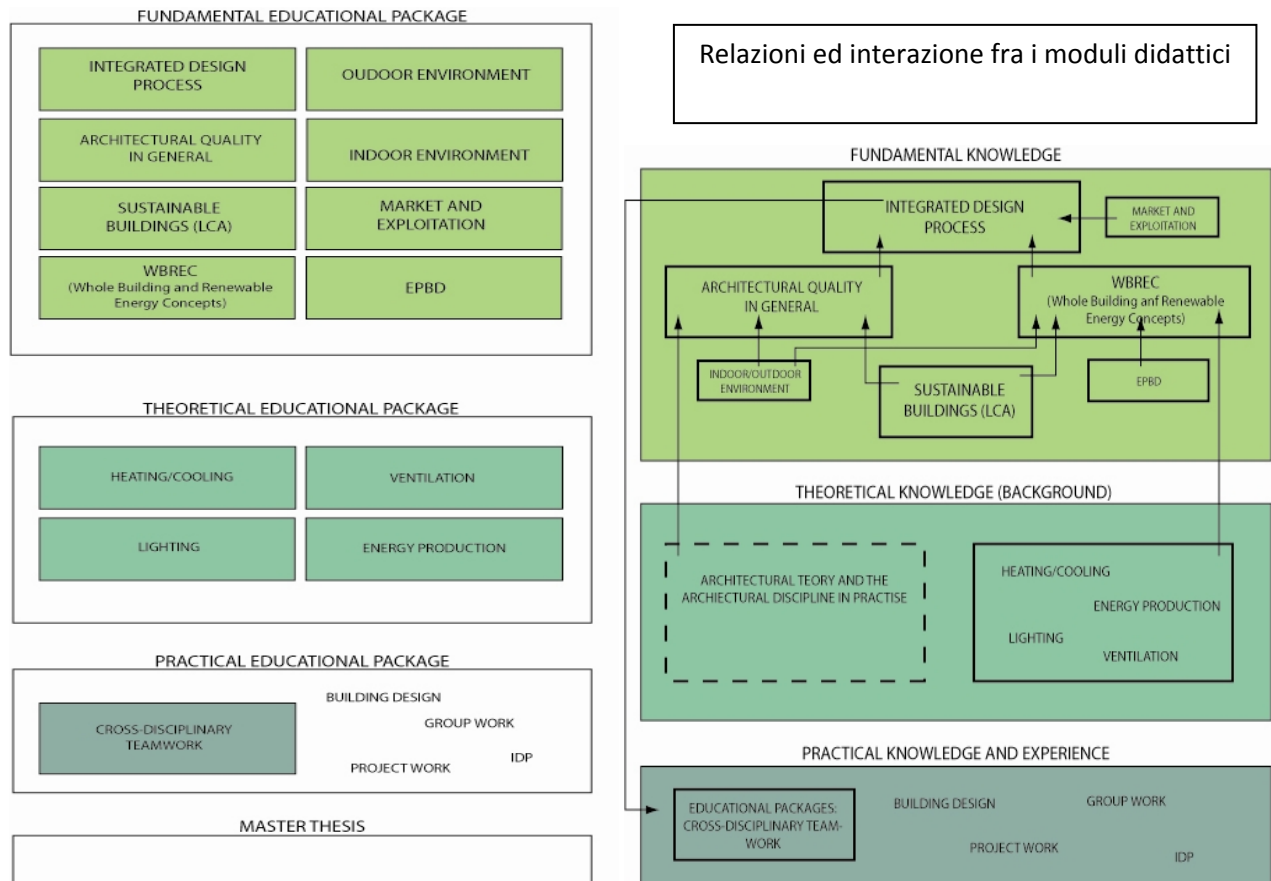 FUNDAMENTAL EDUCATIONAL PACKAGE
INTEGRATED DESIGN
PROCESS
OUDOOR ENVIRONMENT
ARCHITECTURAL QUALITY
IN GENERAL
INDOOR ENVIRONMENT
SUSTAINABLE
BUILDINGS (LCA)
MARKET AND
EXPLOITATION
WBREC
(Whole Building and Renewable
Energy Concepts)
EPBD
THEORETICAL EDUCATIONAL PACKAGE
HEATING/COOLING
VENTILATION
LIGHTING
ENERGY PRODUCTION
PRACTICAL EDUCATIONAL PACKAGE
CROSS-DISCIPLINARY
TEAMWORK
BUILDING DESIGN
GROUP WORK
IDP
PROJECT WORK
MASTER THESIS
Relazioni ed interazione fra i moduli didattici
FUNDAMENTAL KNOWLEDGE
INTEGRATED DESIGN
PROCESS
MARKET AND
EXPLOITATION
ARCHITECTURAL QUALITY
IN GENERAL
WBREC
(Whole Building anf Renewable
Energy Concepts)
INDOOR/OUTDOOR
ENVIRONMENT
SUSTAINABLE
BUILDINGS (LCA)
EPBD
THEORETICAL KNOWLEDGE (BACKGROUND)
ARCHITECTURAL TEORY AND THE
ARCHIECTURAL DISCIPLINE IN PRACTISE
HEATING/COOLING
ENERGY PRODUCTION
LIGHTING
VENTILATION
PRACTICAL KNOWLEDGE AND EXPERIENCE
EDUCATIONAL PACKAGES:
CROSS-DISCIPLINARY TEAM-
WORK
BUILDING DESIGN
GROUP WORK
PROJECT WORK
IDP